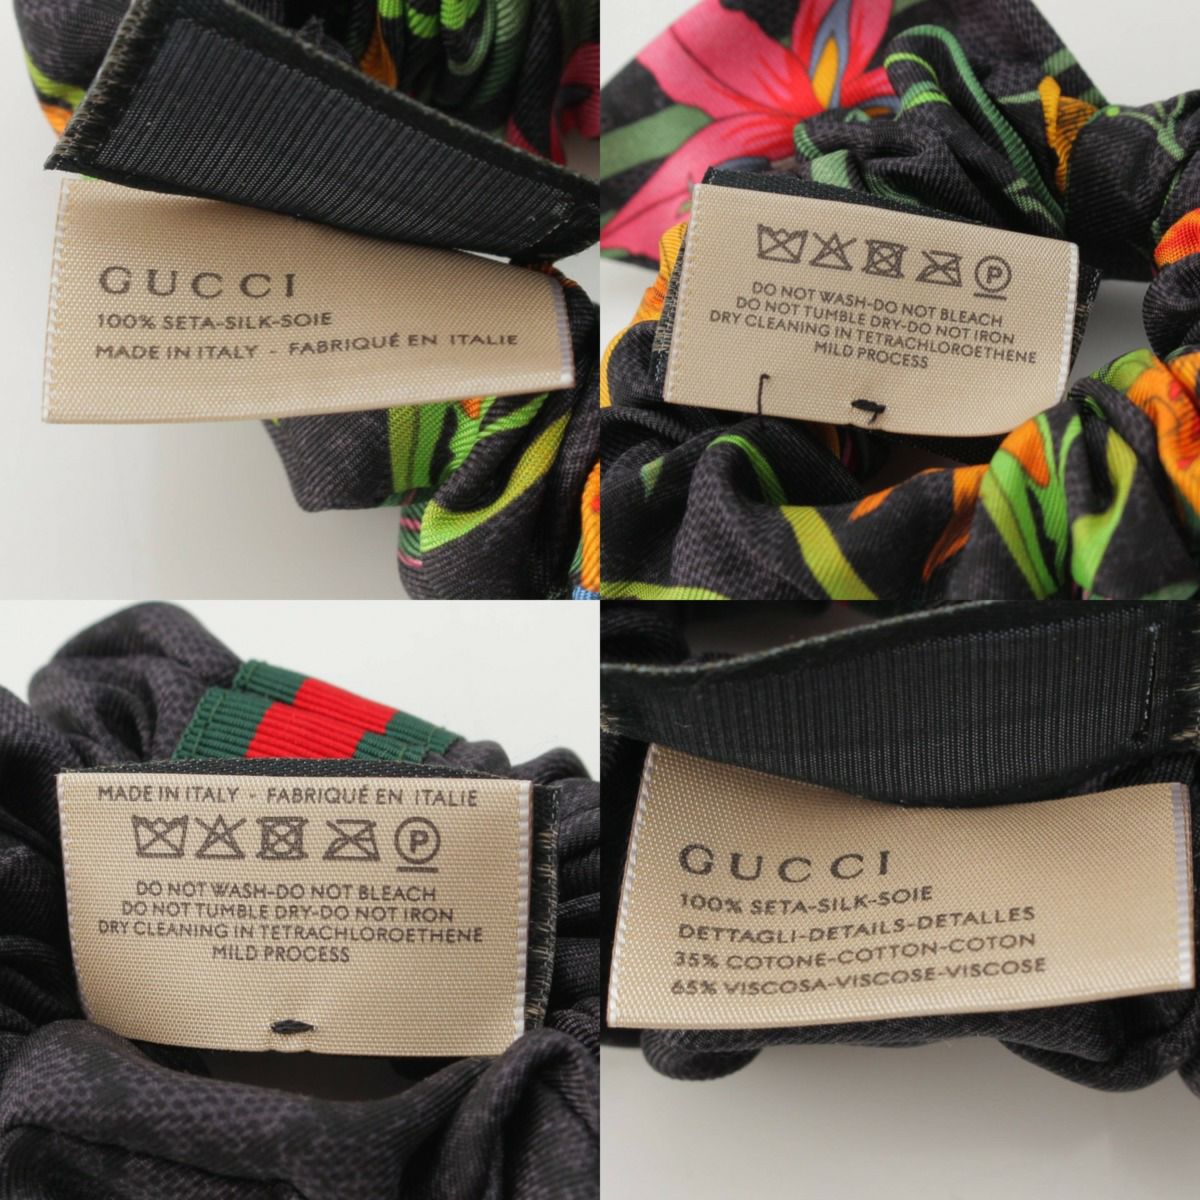 GUCCI
100% SETA-SILK-SOIE
MADE IN ITALY - FABRIQUÉ EN ITALIE
P
DO NOT WASH-DO NOT BLEACH
DO NOT TUMBLE DRY-DO NOT IRON
DRY CLEANING IN TETRACHLOROETHENE
MILD PROCESS
MADE IN ITALY - FABRIQUÉ EN ITALIE
P
DO NOT WASH-DO NOT BLEACH
DO NOT TUMBLE DRY-DO NOT IRON
DRY CLEANING IN TETRACHLOROETHENE
MILD PROCESS
GUCCI
100% SETA-SILK-SOIE
DETTAGLI-DETAILS-DETALLES
35% COTONE-COTTON-COTON
65% VISCOSA-VISCOSE-VISCOSE